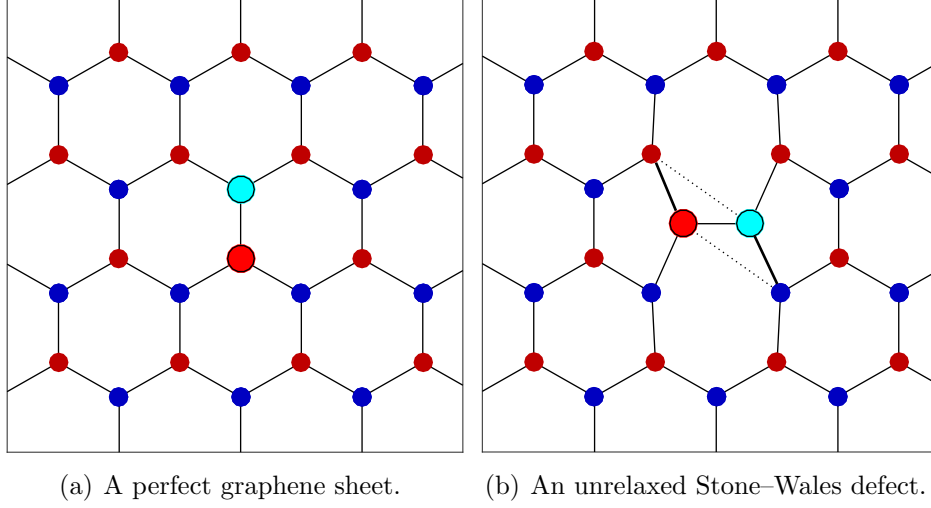 (a) A perfect graphene sheet.
(b) An unrelaxed Stone–Wales defect.